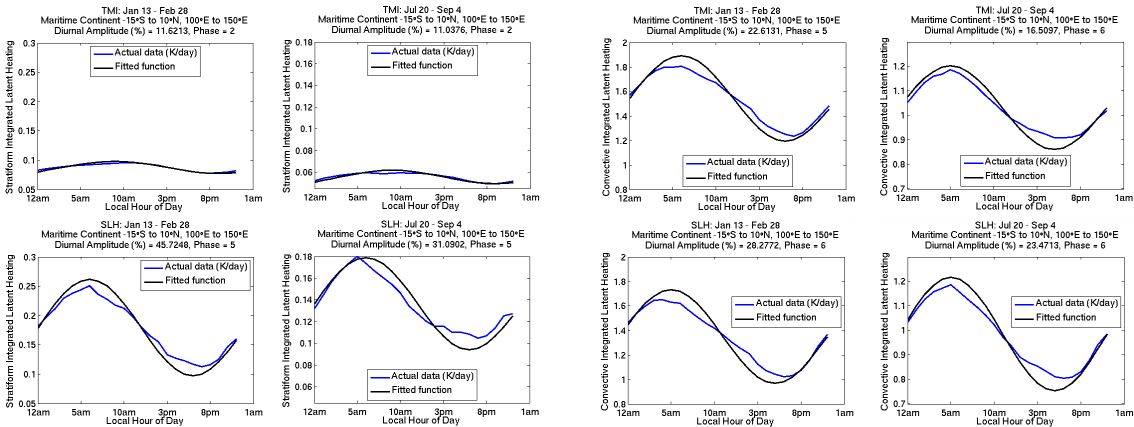 TMI: Jan 13 - Feb 28
Maritime Continent -15°S to 10°N, 100°E to 150°E
Diurnal Amplitude (%) = 11.6213, Phase = 2
Stratiform Integrated Latent Heating
0.3
0.25
0.2
0.15
0.1
0.05
Actual data (K/day)
Fitted function
12am 5am 10am 3pm 8pm 1am
Local Hour of Day
TMI: Jul 20 - Sep 4
Maritime Continent -15°S to 10°N, 100°E to 150°E
Diurnal Amplitude (%) = 11.0376, Phase = 2
Stratiform Integrated Latent Heating
0.18
0.16
0.14
0.12
0.1
0.08
0.06
Actual data (K/day)
Fitted function
12am 5am 10am 3pm 8pm 1am
Local Hour of Day
TMI: Jan 13 - Feb 28
Maritime Continent -15°S to 10°N, 100°E to 150°E
Diurnal Amplitude (%) = 22.6131, Phase = 5
Convective Integrated Latent Heating
2
1.8
1.6
1.4
1.2
1
0.8
Actual data (K/day)
Fitted function
12am 5am 10am 3pm 8pm 1am
Local Hour of Day
TMI: Jul 20 - Sep 4
Maritime Continent -15°S to 10°N, 100°E to 150°E
Diurnal Amplitude (%) = 16.5097, Phase = 6
Convective Integrated Latent Heating
1.2
1.1
1
0.9
0.8
0.7
Actual data (K/day)
Fitted function
12am 5am 10am 3pm 8pm 1am
Local Hour of Day
SLH: Jan 13 - Feb 28
Maritime Continent -15°S to 10°N, 100°E to 150°E
Diurnal Amplitude (%) = 45.7248, Phase = 5
Stratiform Integrated Latent Heating
0.3
0.25
0.2
0.15
0.1
0.05
Actual data (K/day)
Fitted function
12am 5am 10am 3pm 8pm 1am
Local Hour of Day
SLH: Jul 20 - Sep 4
Maritime Continent -15°S to 10°N, 100°E to 150°E
Diurnal Amplitude (%) = 31.0902, Phase = 5
Stratiform Integrated Latent Heating
0.18
0.16
0.14
0.12
0.1
0.08
0.06
Actual data (K/day)
Fitted function
12am 5am 10am 3pm 8pm 1am
Local Hour of Day
SLH: Jan 13 - Feb 28
Maritime Continent -15°S to 10°N, 100°E to 150°E
Diurnal Amplitude (%) = 28.2772, Phase = 6
Convective Integrated Latent Heating
2
1.8
1.6
1.4
1.2
1
0.8
Actual data (K/day)
Fitted function
12am 5am 10am 3pm 8pm 1am
Local Hour of Day
SLH: Jul 20 - Sep 4
Maritime Continent -15°S to 10°N, 100°E to 150°E
Diurnal Amplitude (%) = 23.4713, Phase = 6
Convective Integrated Latent Heating
1.3
1.2
1.1
1
0.9
0.8
0.7
Actual data (K/day)
Fitted function
12am 5am 10am 3pm 8pm 1am
Local Hour of Day